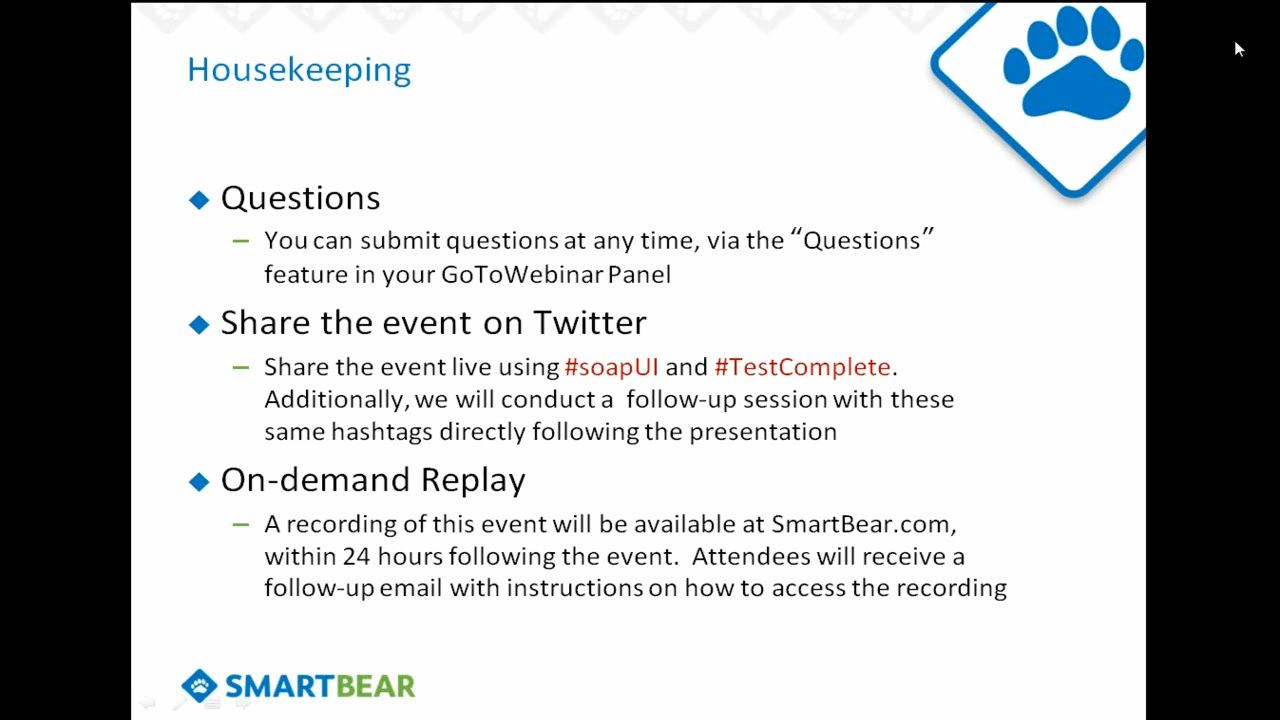 Housekeeping
Questions
– You can submit questions at any time, via the “Questions”
feature in your GoToWebinar Panel
Share the event on Twitter
– Share the event live using #soapUI and #TestComplete.
Additionally, we will conduct a follow-up session with these
same hashtags directly following the presentation
On-demand Replay
– A recording of this event will be available at SmartBear.com,
within 24 hours following the event. Attendees will receive a
follow-up email with instructions on how to access the recording
SMARTBEAR